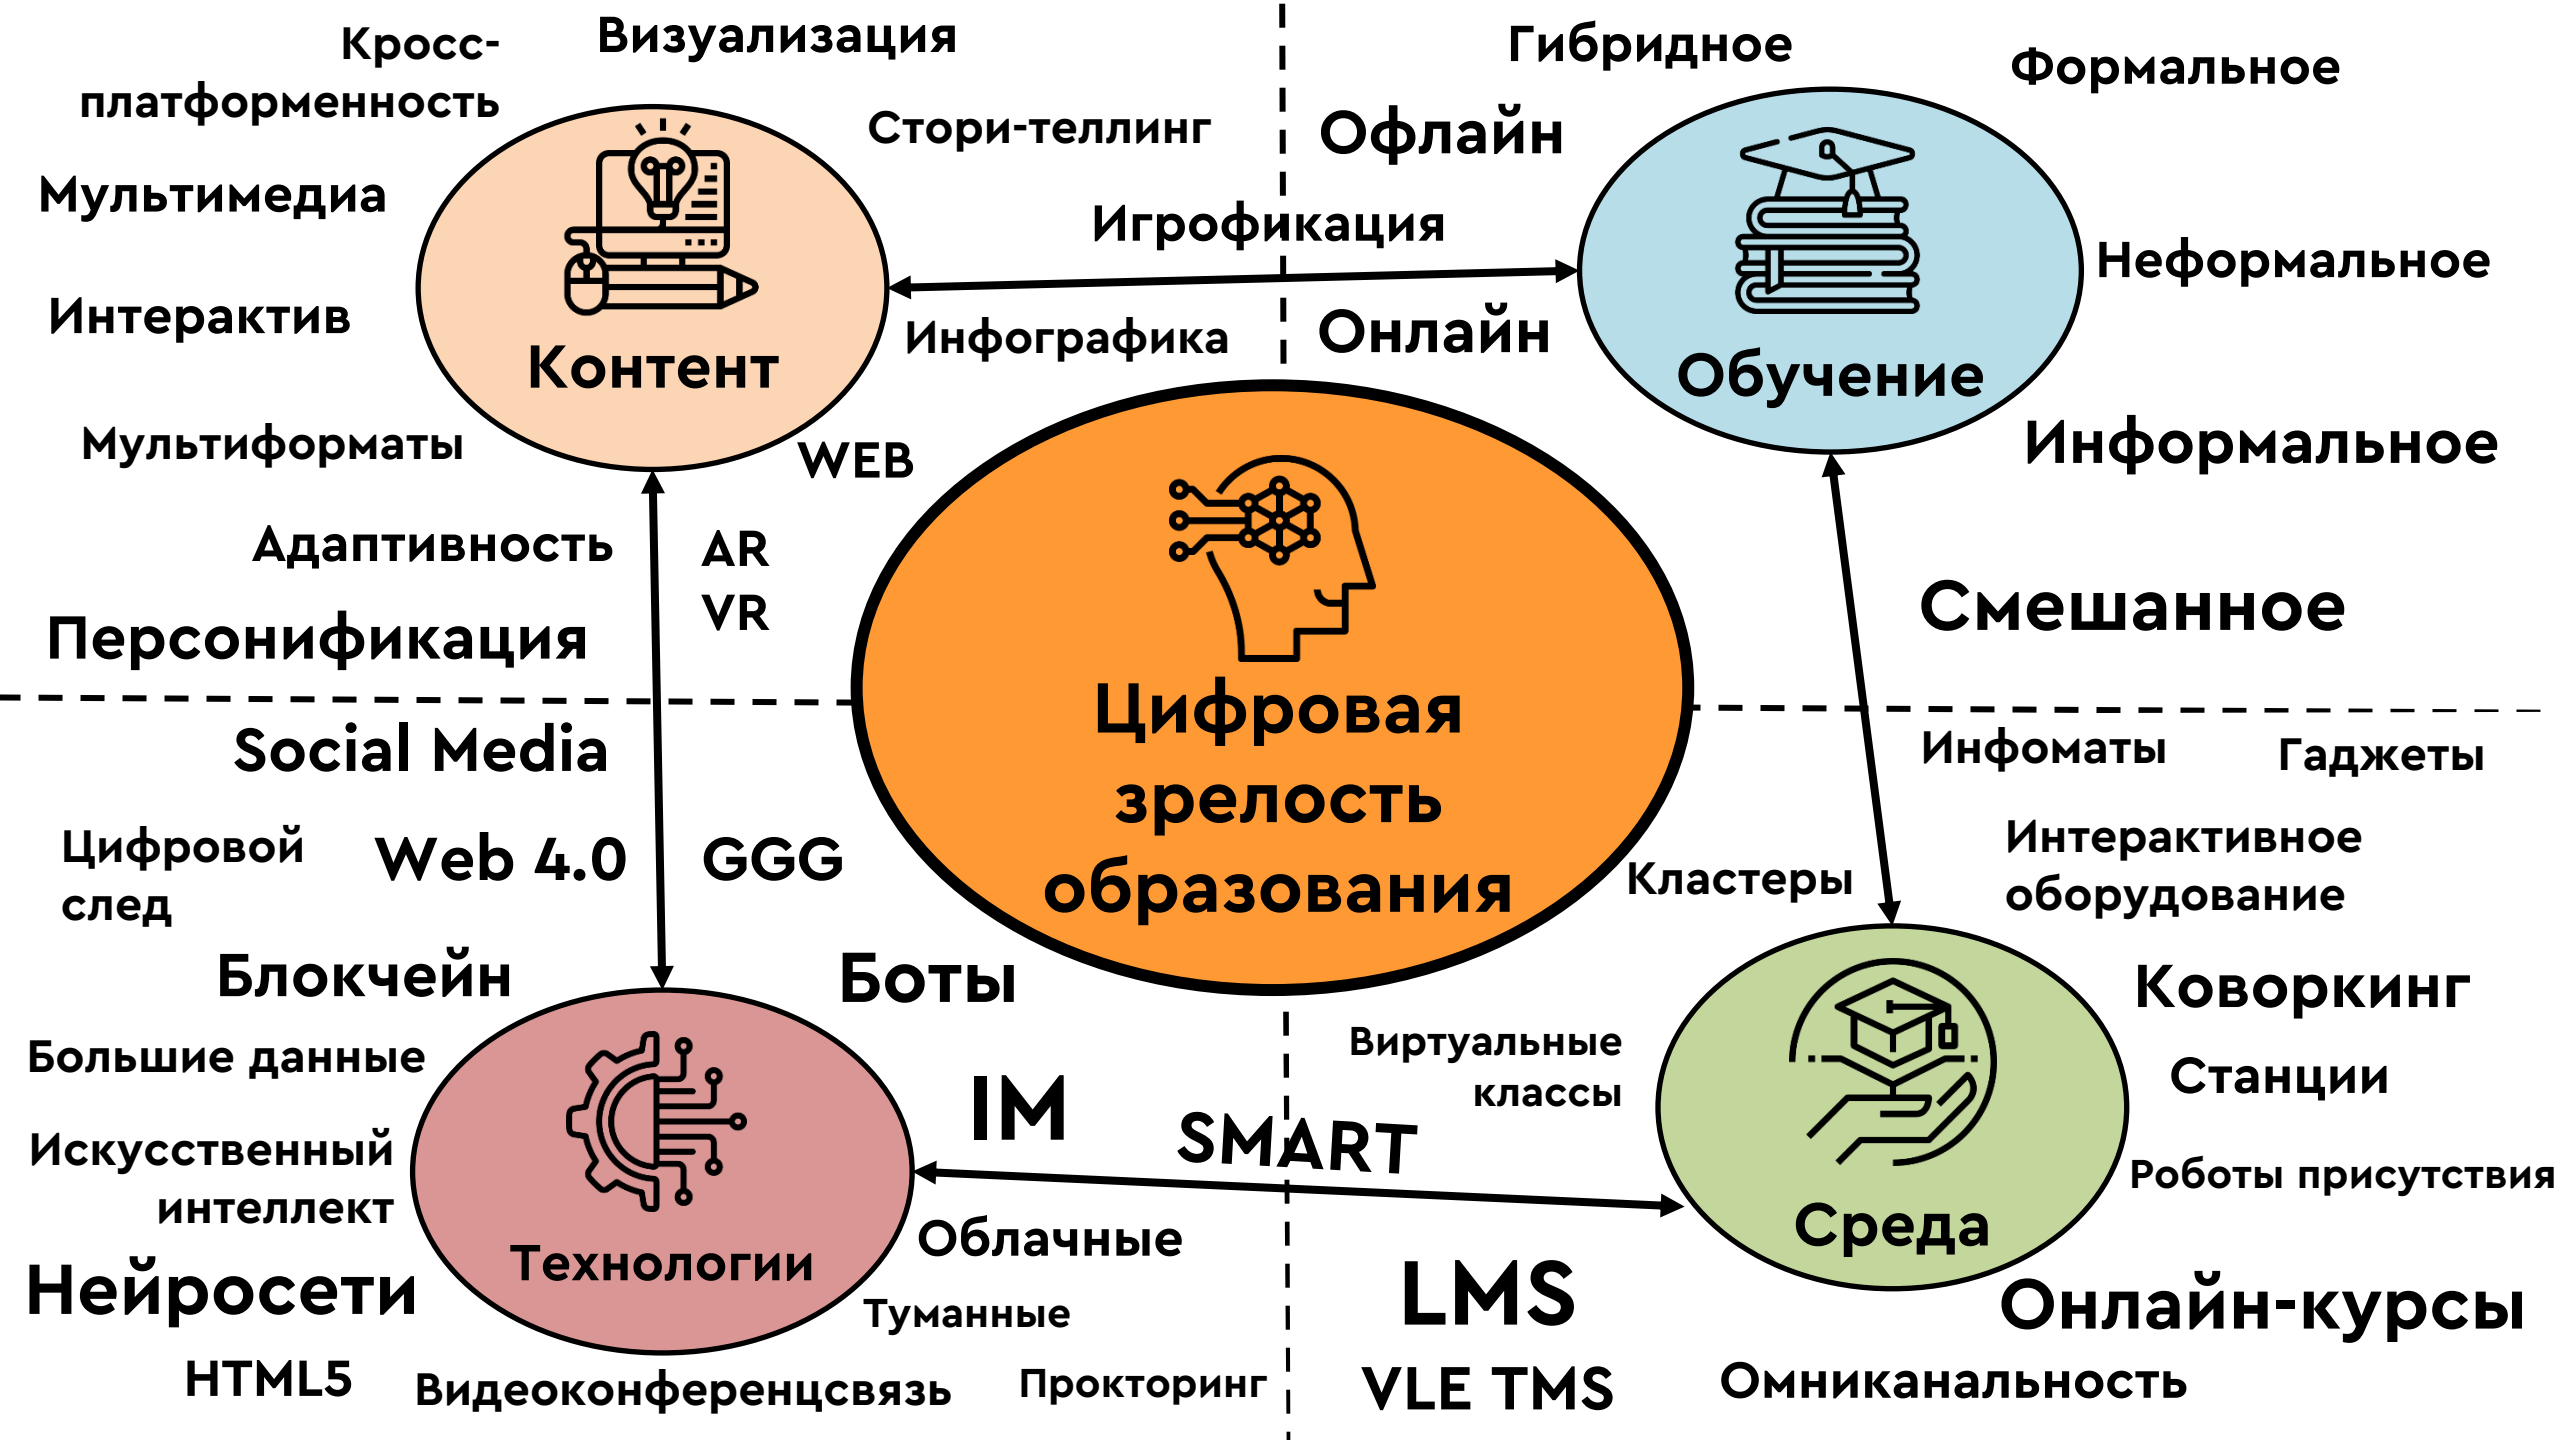 Кросс-
платформенность
Визуализация
Стори-теллинг
Мультимедиа
Интерактив
Контент
Игрофикация
Инфографика
Мультиформаты
WEB
Адаптивность
AR
VR
Персонификация
Гибридное
Формальное
Офлайн
Неформальное
Онлайн
Обучение
Информальное
Смешанное
Цифровая
зрелость
образования
Social Media
Цифровой
след
Web 4.0
GGG
Блокчейн
Боты
Большие данные
IM
Искусственный
интеллект
SMART
Технологии
Облачные
Нейросети
Туманные
HTML5
Видеоконференцсвязь
Прокторинг
Инфоматы
Гаджеты
Интерактивное
оборудование
Кластеры
Коворкинг
Виртуальные
классы
Станции
Роботы присутствия
Среда
LMS
Онлайн-курсы
VLE TMS
Омниканальность